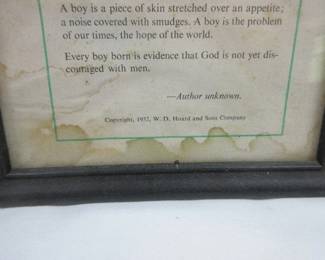 A boy is a piece of skin stretched over an appetite;
a noise covered with smudges. A boy is the problem
of our times, the hope of the world.
Every boy born is evidence that God is not yet dis-
couraged with men.
—Author unknown.
Copyright, 1932, W. D. Hoard and Sons Company